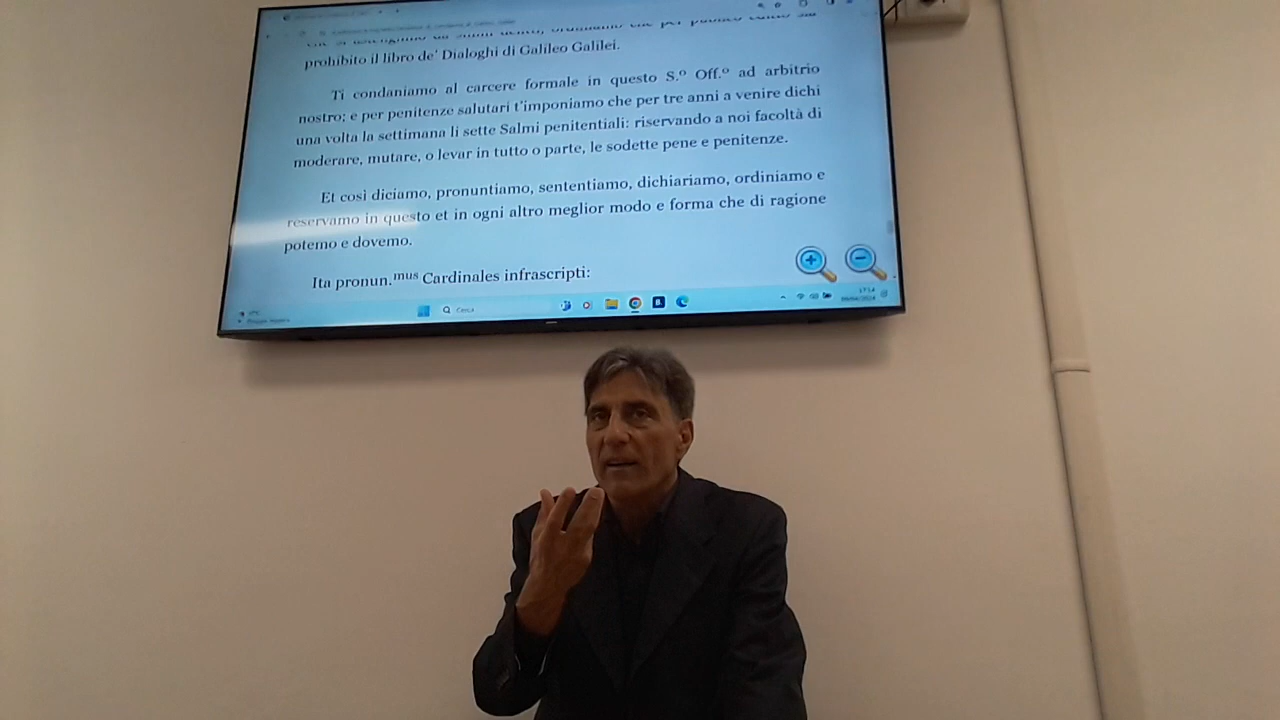 prohibito il libro de' Dialoghi di Galileo Galilei.
Ti condaniamo al carcere formale in questo S.º Off.º ad arbitrio
nostro; e per penitenze salutari t'imponiamo che per tre anni a venire dichi
una volta la settimana li sette Salmi penitentiali: riservando a noi facoltà di
moderare, mutare, o levar in tutto o parte, le sodette pene e penitenze.
Et così diciamo, pronuntiamo, sententiamo, dichiariamo, ordiniamo e
reservamo in questo et in ogni altro meglior modo e forma che di ragione
potemo e dovemo.
Ita pronun.mus Cardinales infrascripti:
Cerca
17:14